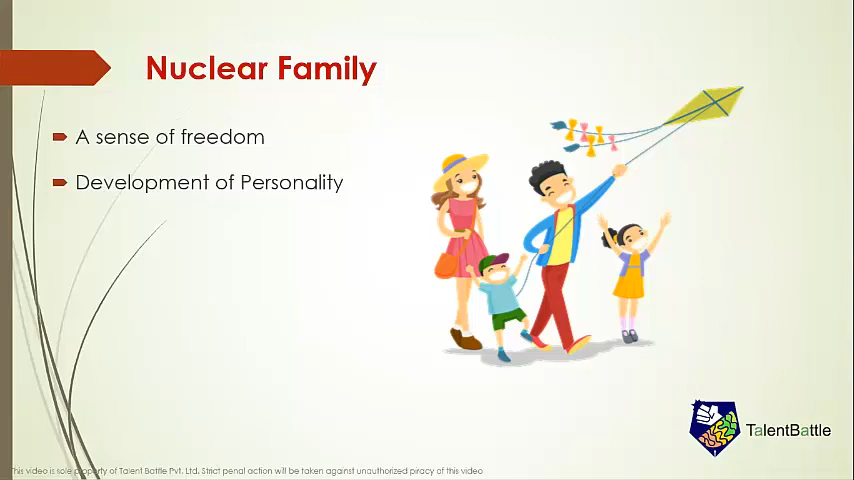 Nuclear Family
A sense of freedom
Development of Personality
TalentBattle
This video is sole property of Talent Battle Pvt. Ltd. Strict penal action will be taken against unauthorized piracy of this video